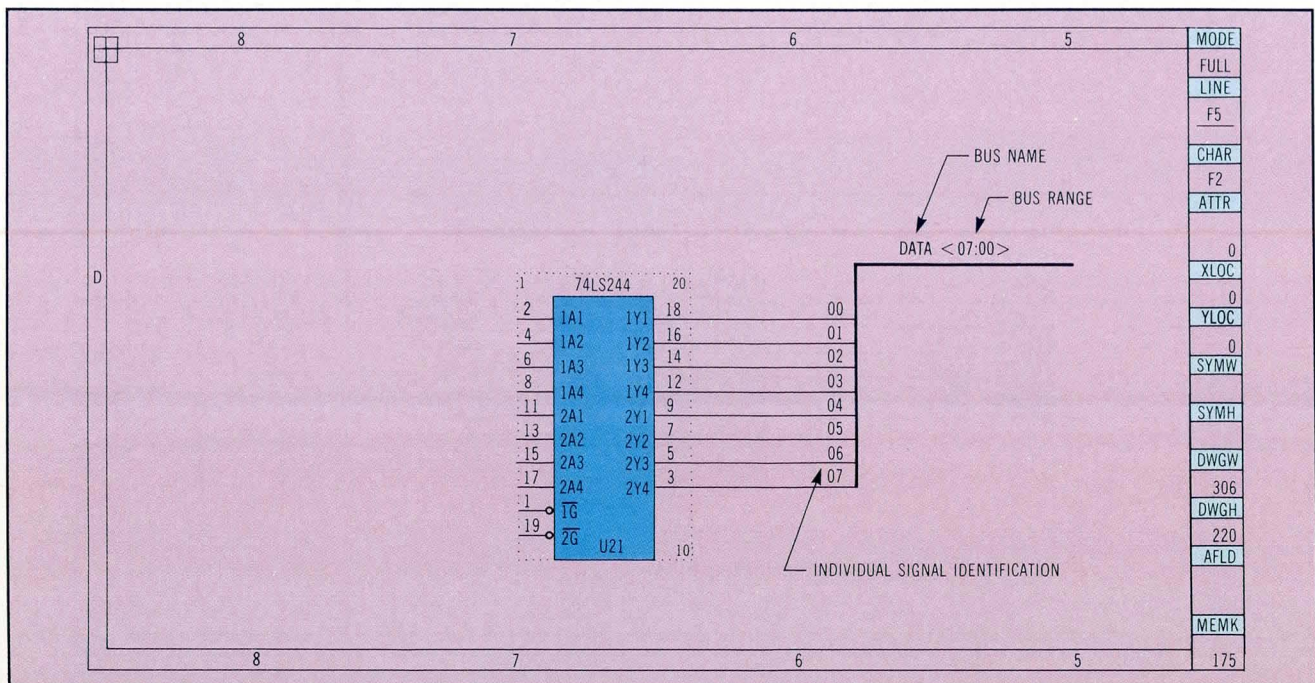 8 7 6 5
MODE
FULL
LINE
F5
CHAR
F2
ATTR
0
XLOC
0
YLOC
0
SYMW
SYMH
DWGW
306
DWGH
220
AFLD
MEMK
175
D
BUS NAME
BUS RANGE
DATA <07:00>
1 74LS244 20
2 1A1 1Y1 18 00
4 1A2 1Y2 16 01
6 1A3 1Y3 14 02
8 1A4 1Y4 12 03
11 2A1 2Y1 9 04
13 2A2 2Y2 7 05
15 2A3 2Y3 5 06
17 2A4 2Y4 3 07
1 1G
19 2G
U21 10
INDIVIDUAL SIGNAL IDENTIFICATION
8 7 6 5